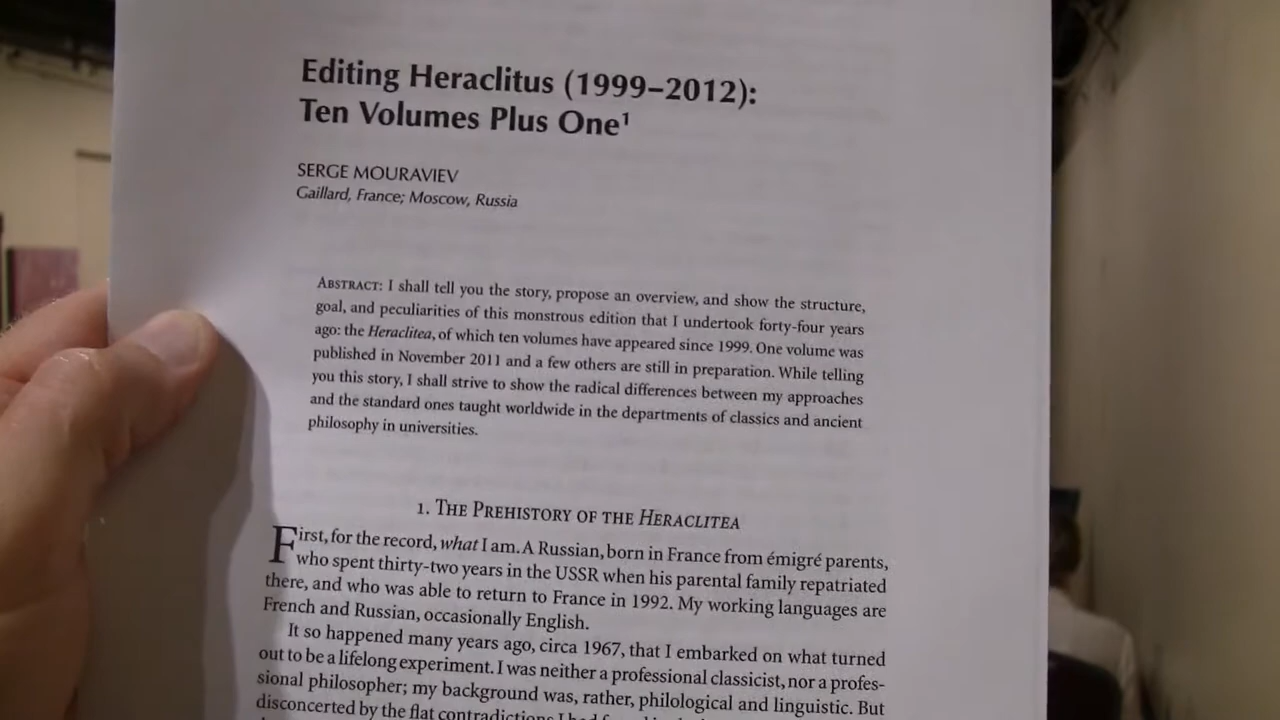 Editing Heraclitus (1999–2012):
Ten Volumes Plus One¹
SERGE MOURAVIEV
Gaillard, France; Moscow, Russia
ABSTRACT: I shall tell you the story, propose an overview, and show the structure,
goal, and peculiarities of this monstrous edition that I undertook forty-four years
ago: the Heraclitea, of which ten volumes have appeared since 1999. One volume was
published in November 2011 and a few others are still in preparation. While telling
you this story, I shall strive to show the radical differences between my approaches
and the standard ones taught worldwide in the departments of classics and ancient
philosophy in universities.
1. THE PREHISTORY OF THE HERACLITEA
First, for the record, what I am. A Russian, born in France from émigré parents,
who spent thirty-two years in the USSR when his parental family repatriated
there, and who was able to return to France in 1992. My working languages are
French and Russian, occasionally English.
It so happened many years ago, circa 1967, that I embarked on what turned
out to be a lifelong experiment. I was neither a professional classicist, nor a profes-
sional philosopher; my background was, rather, philological and linguistic. But
disconcerted by the flat contradictions I had